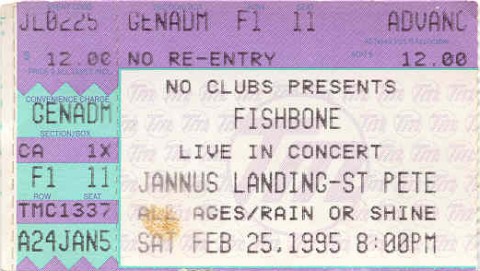 JL0225 GENADM F1 11 ADVANC
$ 12.00 NO RE-ENTRY 12.00
NO CLUBS PRESENTS
CONVENIENCE CHARGE
GENADM FISHBONE
SECTION/BOX
LIVE IN CONCERT
CA 1X
F1 11 JANNUS LANDING-ST PETE
ROW SEAT
TMC1337 ALL AGES/RAIN OR SHINE
A24JAN5 SAT FEB 25,1995 8:00PM